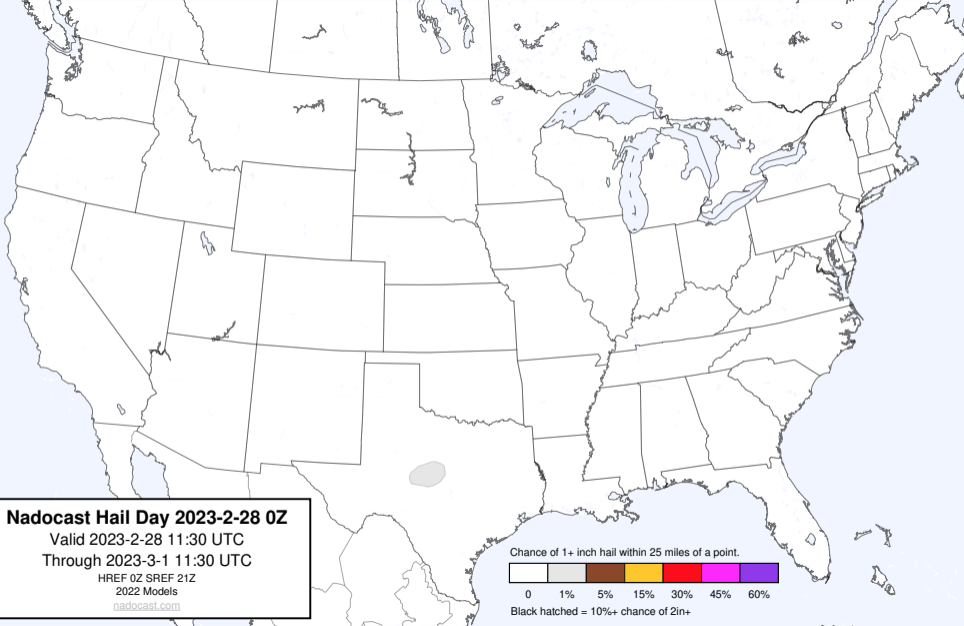 Nadocast Hail Day 2023-2-28 0Z
Valid 2023-2-28 11:30 UTC
Through 2023-3-1 11:30 UTC
HREF 0Z SREF 21Z
2022 Models
nadocast.com
Chance of 1+ inch hail within 25 miles of a point.
0 1% 5% 15% 30% 45% 60%
Black hatched = 10%+ chance of 2in+